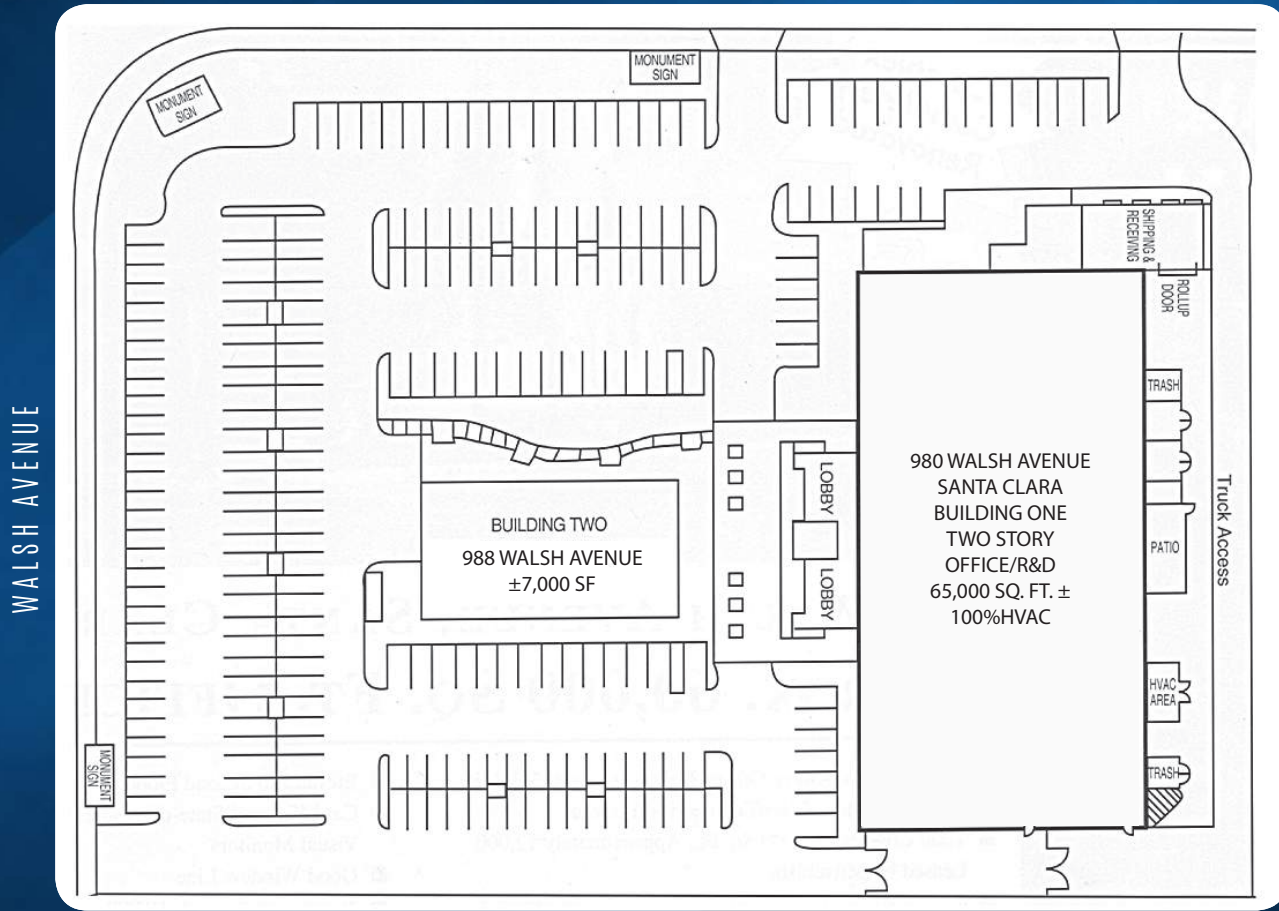 WALSH AVENUE
MONUMENT
SIGN
MONUMENT
SIGN
SHIPPING &
RECEIVING
ROLLUP
DOOR
TRASH
980 WALSH AVENUE
SANTA CLARA
BUILDING ONE
TWO STORY
OFFICE/R&D
65,000 SQ. FT. ±
100%HVAC
LOBBY
LOBBY
BUILDING TWO
988 WALSH AVENUE
±7,000 SF
PATIO
Truck Access
HVAC
AREA
TRASH
MONUMENT
SIGN